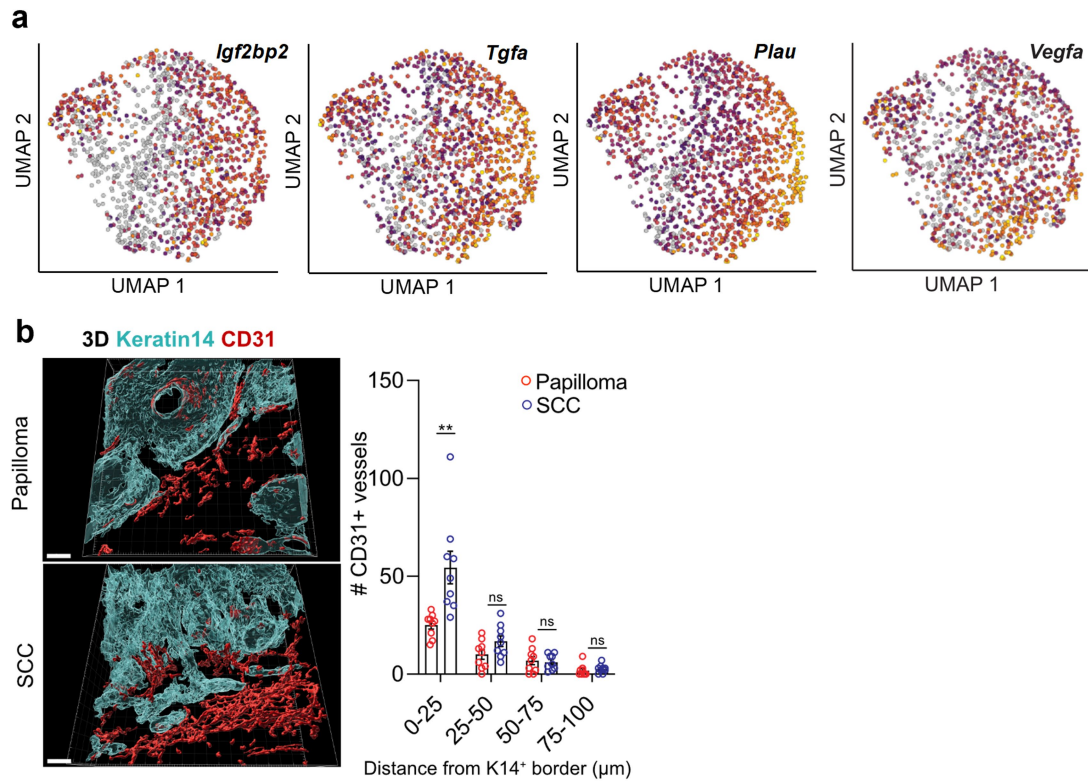 a
Igf2bp2
Tgfa
Plau
Vegfa
UMAP 2
UMAP 2
UMAP 2
UMAP 2
UMAP 1
UMAP 1
UMAP 1
UMAP 1
b
3D Keratin14 CD31
Papilloma
SCC
# CD31+ vessels
150
100
50
0
Papilloma
SCC
**
ns
ns
ns
0-25
25-50
50-75
75-100
Distance from K14⁺ border (µm)